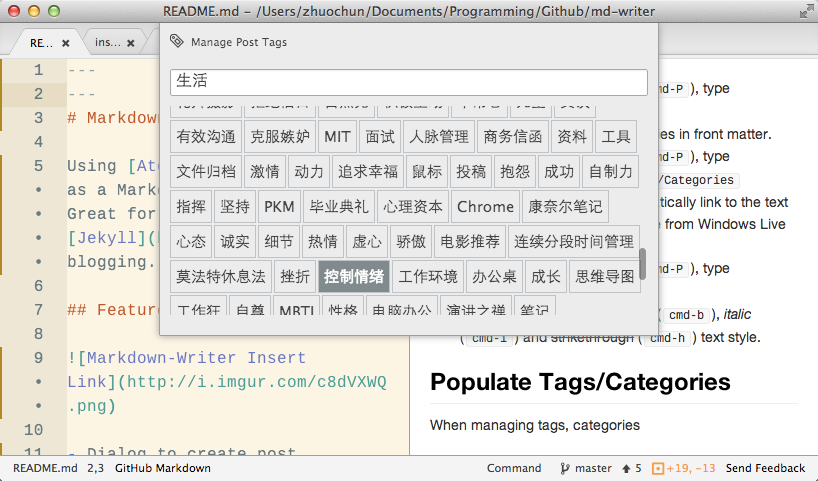 README.md – /Users/zhuochun/Documents/Programming/Github/md-writer
RE...
ins...
Manage Post Tags
生活
有效沟通 克服嫉妒 MIT 面试 人脉管理 商务信函 资料 工具
文件归档 激情 动力 追求幸福 鼠标 投稿 抱怨 成功 自制力
指挥 坚持 PKM 毕业典礼 心理资本 Chrome 康奈尔笔记
心态 诚实 细节 热情 虚心 骄傲 电影推荐 连续分段时间管理
莫法特休息法 挫折 控制情绪 工作环境 办公桌 成长 思维导图
工作狂 自尊 MBTI 性格 电脑办公 演讲之禅 笔记
1 ---
2 ---
3 # Markdown
4
5 Using [Ato
• as a Mark
• Great for
• [Jekyll](
• blogging.
6
7 ## Featur
8
9 ![Markdown-Writer Insert
• Link](http://i.imgur.com/c8dVXWQ
• .png)
10
11 - Dialog to create post
md-P ), type
es in front matter.
md-P ), type
/Categories
tically link to the text
e from Windows Live
md-P ), type
( cmd-b ), italic
( cmd-i ) and strikethrough ( cmd-h ) text style.
Populate Tags/Categories
When managing tags, categories
README.md 2,3 GitHub Markdown
Command master 5 +19, -13 Send Feedback